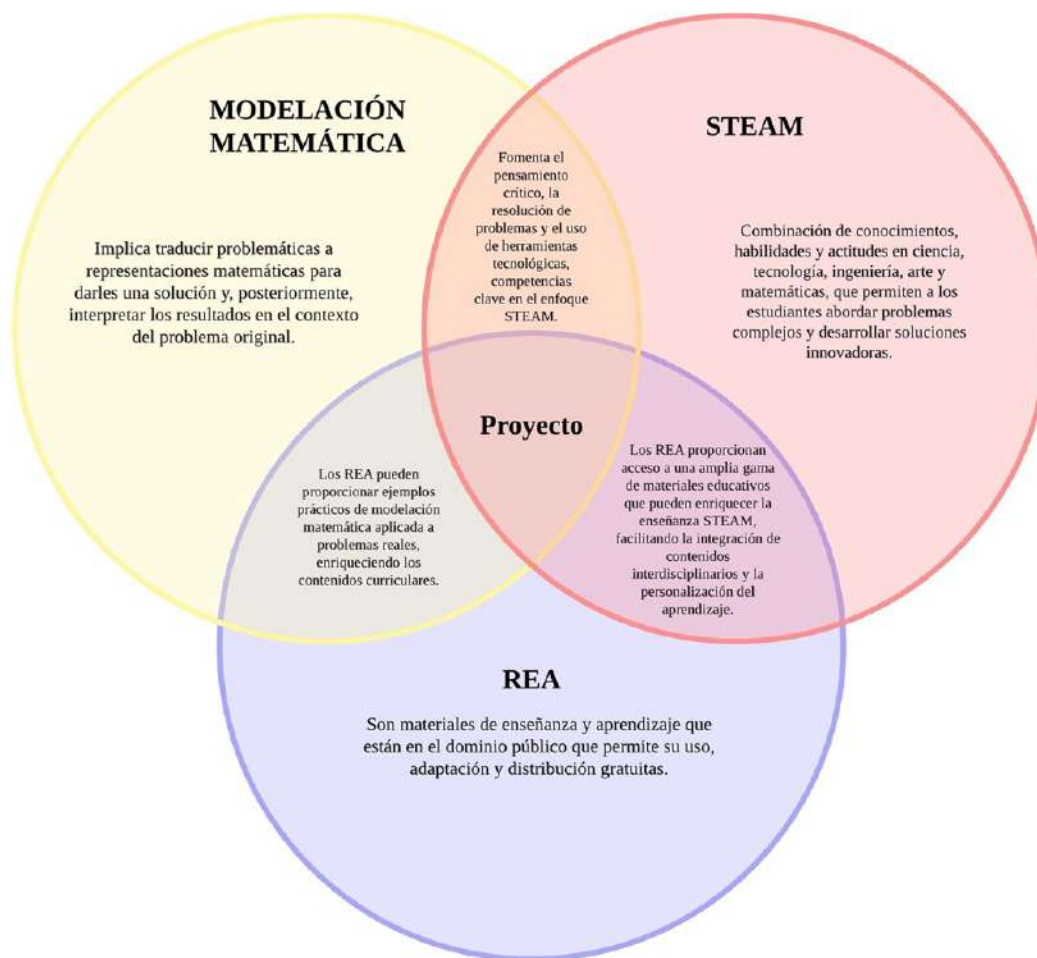 MODELACIÓN
MATEMÁTICA
Implica traducir problemáticas a
representaciones matemáticas para
darles una solución y, posteriormente,
interpretar los resultados en el contexto
del problema original.
Fomenta el
pensamiento
crítico, la
resolución de
problemas y el uso
de herramientas
tecnológicas,
competencias
clave en el enfoque
STEAM.
STEAM
Combinación de conocimientos,
habilidades y actitudes en ciencia,
tecnología, ingeniería, arte y
matemáticas, que permiten a los
estudiantes abordar problemas
complejos y desarrollar soluciones
innovadoras.
Proyecto
Los REA pueden
proporcionar ejemplos
prácticos de modelación
matemática aplicada a
problemas reales,
enriqueciendo los
contenidos curriculares.
Los REA proporcionan
acceso a una amplia gama
de materiales educativos
que pueden enriquecer la
enseñanza STEAM,
facilitando la integración de
contenidos
interdisciplinarios y la
personalización del
aprendizaje.
REA
Son materiales de enseñanza y aprendizaje que
están en el dominio público que permite su uso,
adaptación y distribución gratuitas.